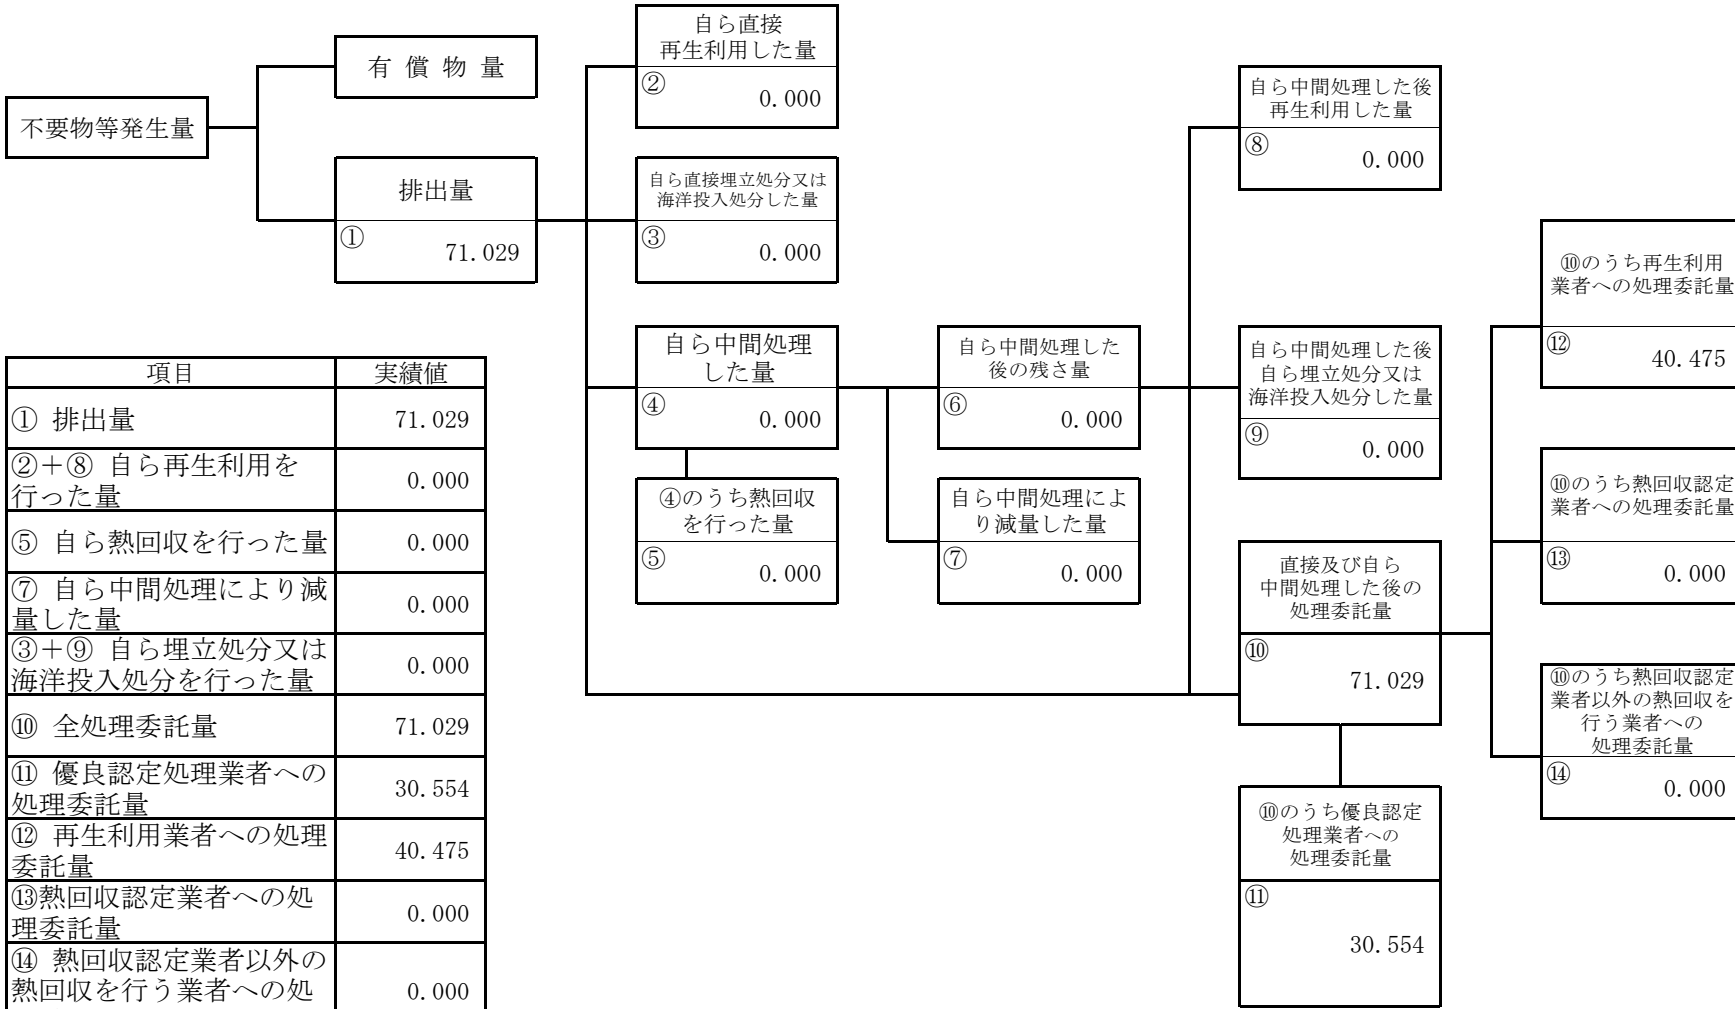 不要物等発生量
有 償 物 量
排出量
①
71.029
自ら直接
再生利用した量
②
0.000
自ら直接埋立処分又は
海洋投入処分した量
③
0.000
自ら中間処理
した量
④
0.000
④のうち熱回収
を行った量
⑤
0.000
自ら中間処理した
後の残さ量
⑥
0.000
自ら中間処理によ
り減量した量
⑦
0.000
自ら中間処理した後
再生利用した量
⑧
0.000
自ら中間処理した後
自ら埋立処分又は
海洋投入処分した量
⑨
0.000
直接及び自ら
中間処理した後の
処理委託量
⑩
71.029
⑩のうち優良認定
処理業者への
処理委託量
⑪
30.554
⑩のうち再生利用
業者への処理委託量
⑫
40.475
⑩のうち熱回収認定
業者への処理委託量
⑬
0.000
⑩のうち熱回収認定
業者以外の熱回収を
行う業者への
処理委託量
⑭
0.000
項目 実績値
① 排出量 71.029
②＋⑧ 自ら再生利用を
行った量 0.000
⑤ 自ら熱回収を行った量 0.000
⑦ 自ら中間処理により減
量した量 0.000
③＋⑨ 自ら埋立処分又は
海洋投入処分を行った量 0.000
⑩ 全処理委託量 71.029
⑪ 優良認定処理業者への
処理委託量 30.554
⑫ 再生利用業者への処理
委託量 40.475
⑬熱回収認定業者への処
理委託量 0.000
⑭ 熱回収認定業者以外の
熱回収を行う業者への処 0.000